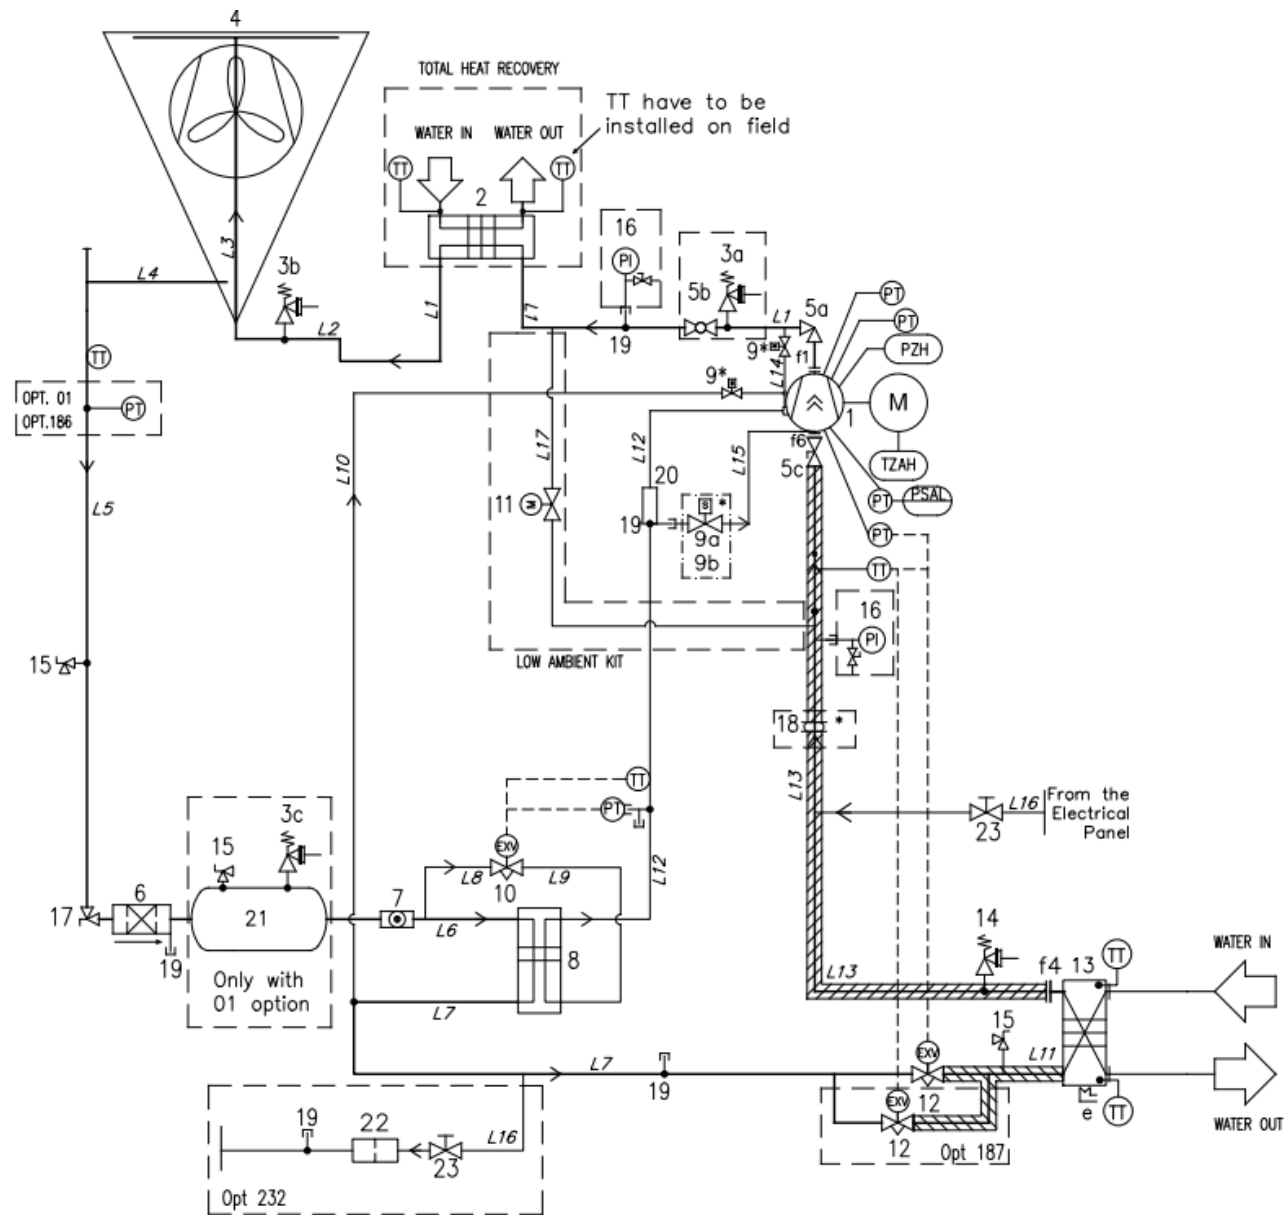 4
TOTAL HEAT RECOVERY
TT have to be
installed on field
WATER IN
WATER OUT
TT
TT
2
16
PI
3a
5b
5a
L1
PT
PT
PZH
L3
3b
L4
L2
L1
L1
19
9*
f1
L14
9*
1
M
TT
OPT. 01
OPT.186
PT
L17
L12
L15
f6
5c
TZAH
L10
20
PT
PSAL
L5
11
M
19
S
*
9a
9b
PT
TT
16
PI
LOW AMBIENT KIT
15
18
*
L13
TT
PT
L16
From the
Electrical
Panel
23
3c
15
EXV
L8
L9
10
L12
6
7
17
21
L6
14
WATER IN
19
8
L13
f4
13
TT
Only with
01 option
L7
15
L11
L7
EXV
19
12
e
TT
EXV
WATER OUT
19
22
L16
23
12
Opt 187
Opt 232